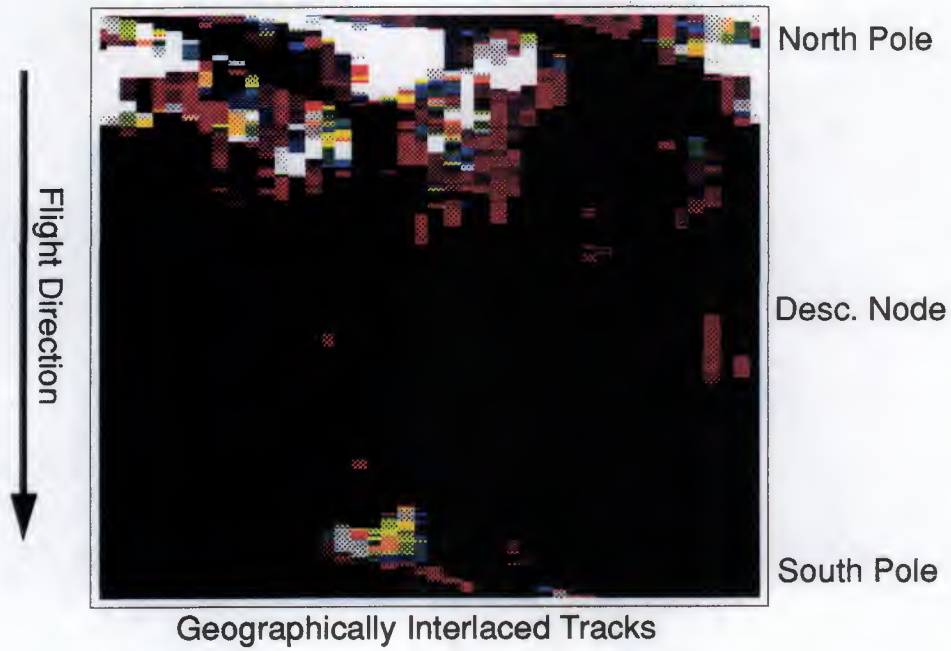 North Pole
Flight Direction
Desc. Node
South Pole
Geographically Interlaced Tracks